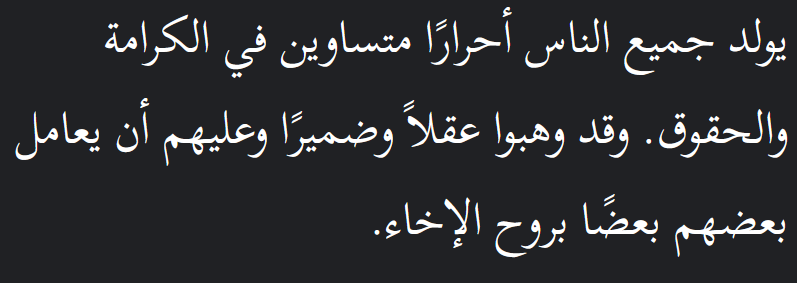 يولد جميع الناس أحرارًا متساوين في الكرامة
والحقوق. وقد وهبوا عقلاً وضميرًا وعليهم أن يعامل
بعضهم بعضًا بروح الإخاء.